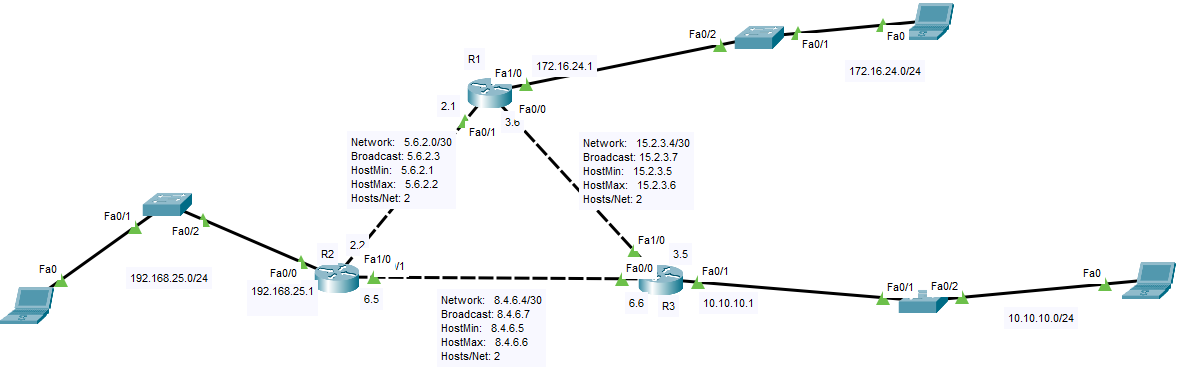 Fa0/2
Fa0/1
Fa0
172.16.24.0/24
R1
Fa1/0
172.16.24.1
2.1
Fa0/1
Fa0/0
3.6
Network: 5.6.2.0/30
Broadcast: 5.6.2.3
HostMin: 5.6.2.1
HostMax: 5.6.2.2
Hosts/Net: 2
Network: 15.2.3.4/30
Broadcast: 15.2.3.7
HostMin: 15.2.3.5
HostMax: 15.2.3.6
Hosts/Net: 2
Fa0/1
Fa0/2
Fa0
192.168.25.0/24
R2
2.2
Fa0/0
Fa1/0
/1
192.168.25.1
6.5
Fa1/0
3.5
Fa0/0
Fa0/1
6.6
R3
10.10.10.1
Network: 8.4.6.4/30
Broadcast: 8.4.6.7
HostMin: 8.4.6.5
HostMax: 8.4.6.6
Hosts/Net: 2
Fa0/1
Fa0/2
Fa0
10.10.10.0/24